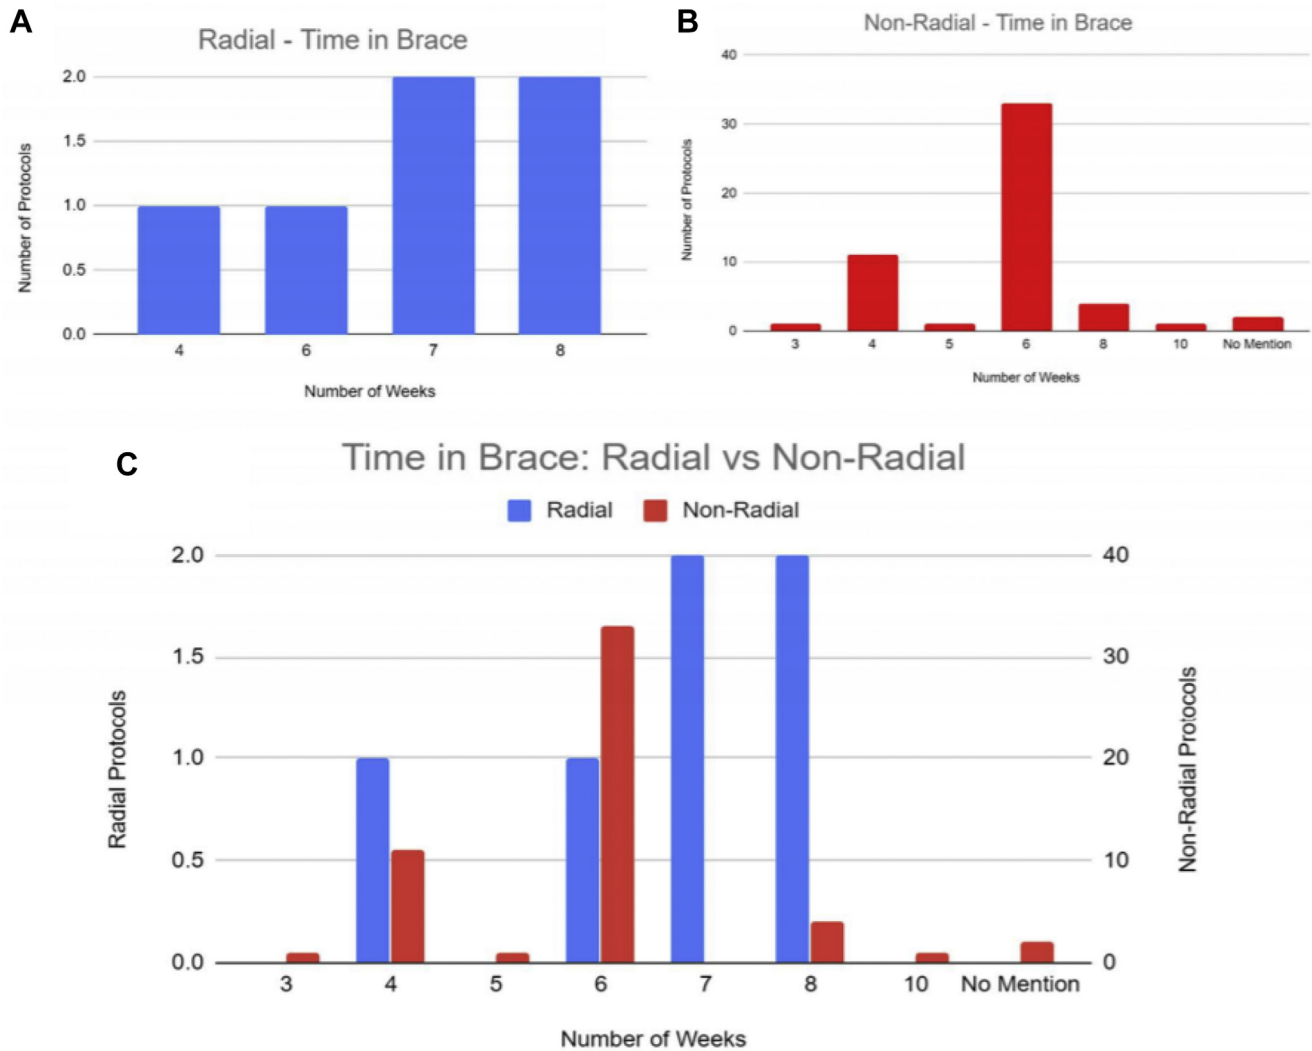 A
Radial - Time in Brace
Number of Protocols
2.0
1.5
1.0
0.5
0.0
4 6 7 8
Number of Weeks
B
Non-Radial - Time in Brace
Number of Protocols
40
30
20
10
0
3 4 5 6 8 10 No Mention
Number of Weeks
C
Time in Brace: Radial vs Non-Radial
Radial Non-Radial
Radial Protocols
2.0 40
1.5 30
1.0 20
0.5 10
0.0 0
Non-Radial Protocols
3 4 5 6 7 8 10 No Mention
Number of Weeks